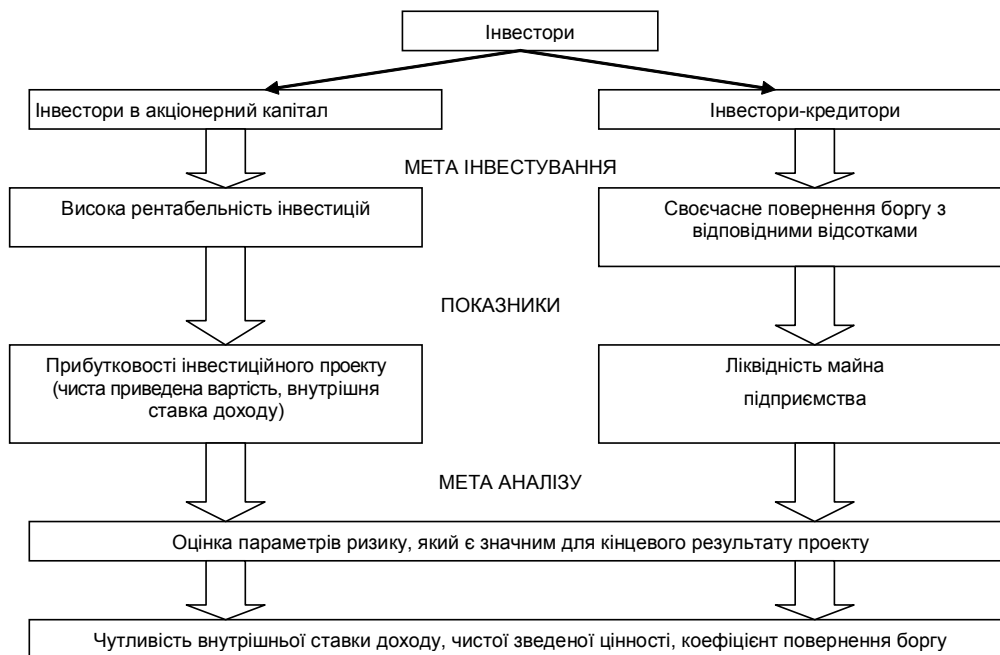 Інвестори
Інвестори в акціонерний капітал
Інвестори-кредитори
МЕТА ІНВЕСТУВАННЯ
Висока рентабельність інвестицій
Своєчасне повернення боргу з
відповідними відсотками
ПОКАЗНИКИ
Прибутковості інвестиційного проекту
(чиста приведена вартість, внутрішня
ставка доходу)
Ліквідність майна
підприємства
МЕТА АНАЛІЗУ
Оцінка параметрів ризику, який є значним для кінцевого результату проекту
Чутливість внутрішньої ставки доходу, чистої зведеної цінності, коефіцієнт повернення боргу